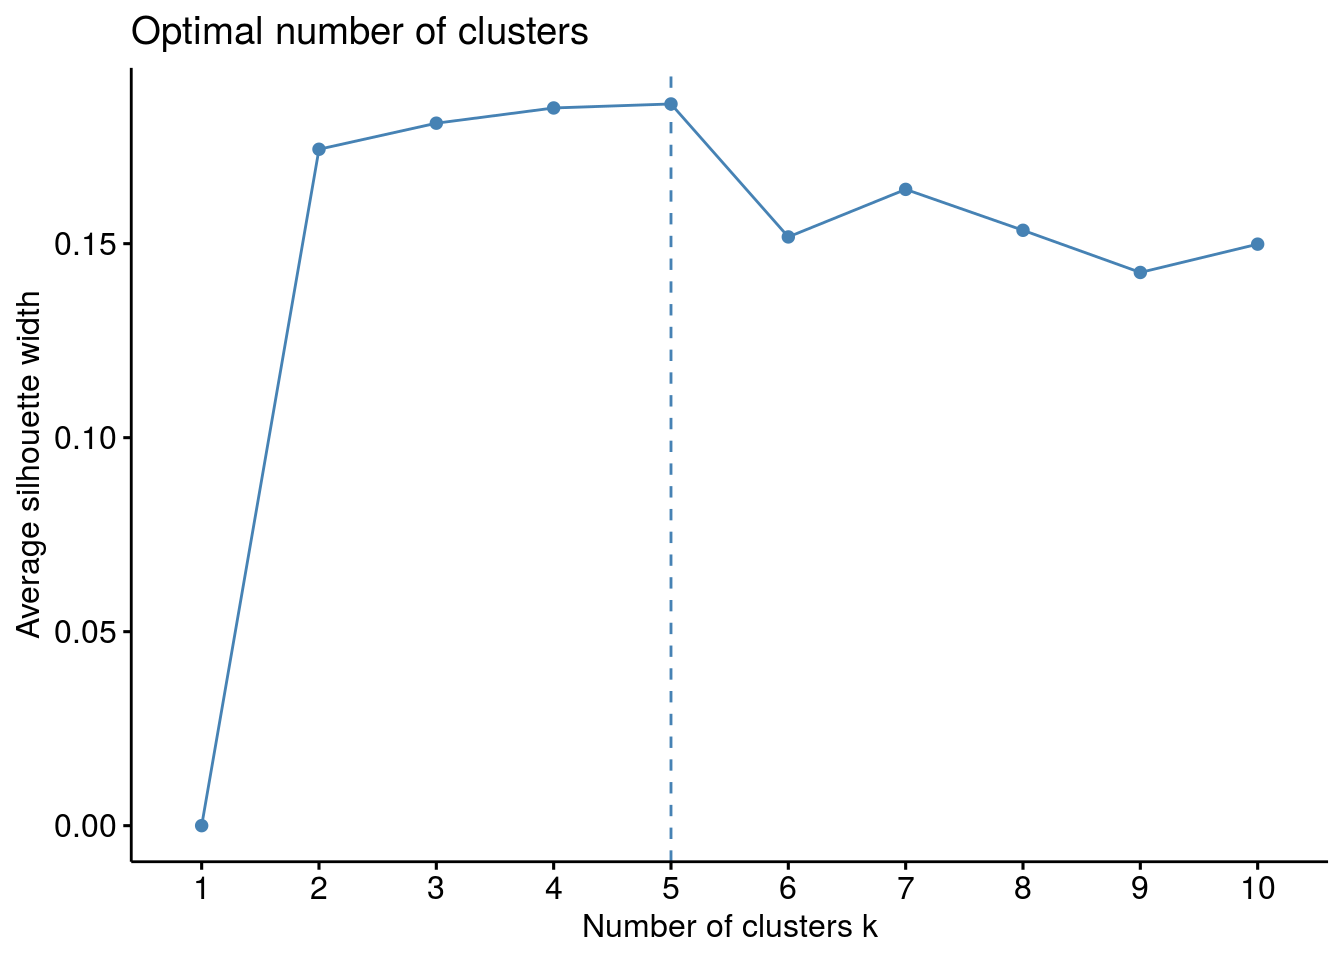 Optimal number of clusters
Average silhouette width
0.15
0.10
0.05
0.00
1 2 3 4 5 6 7 8 9 10
Number of clusters k